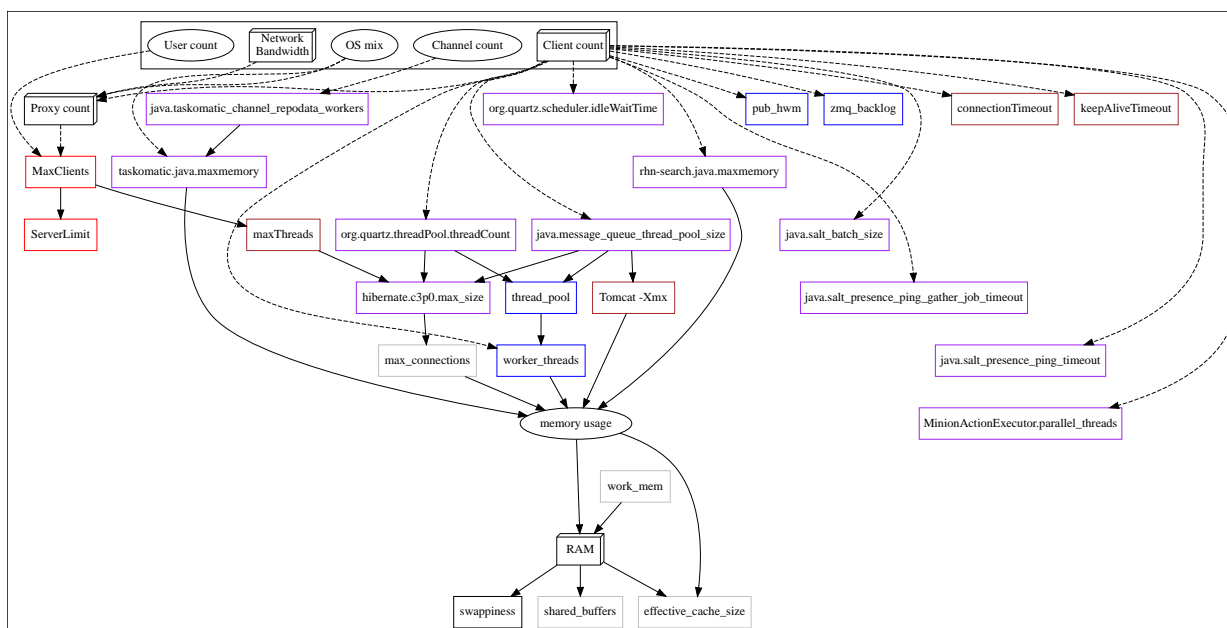 User count
Network
Bandwidth
OS mix
Channel count
Client count
Proxy count
java.taskomatic_channel_repodata_workers
org.quartz.scheduler.idleWaitTime
pub_hwm
zmq_backlog
connectionTimeout
keepAliveTimeout
MaxClients
taskomatic.java.maxmemory
rhn-search.java.maxmemory
ServerLimit
maxThreads
org.quartz.threadPool.threadCount
java.message_queue_thread_pool_size
java.salt_batch_size
hibernate.c3p0.max_size
thread_pool
Tomcat -Xmx
java.salt_presence_ping_gather_job_timeout
max_connections
worker_threads
java.salt_presence_ping_timeout
memory usage
MinionActionExecutor.parallel_threads
work_mem
RAM
swappiness
shared_buffers
effective_cache_size